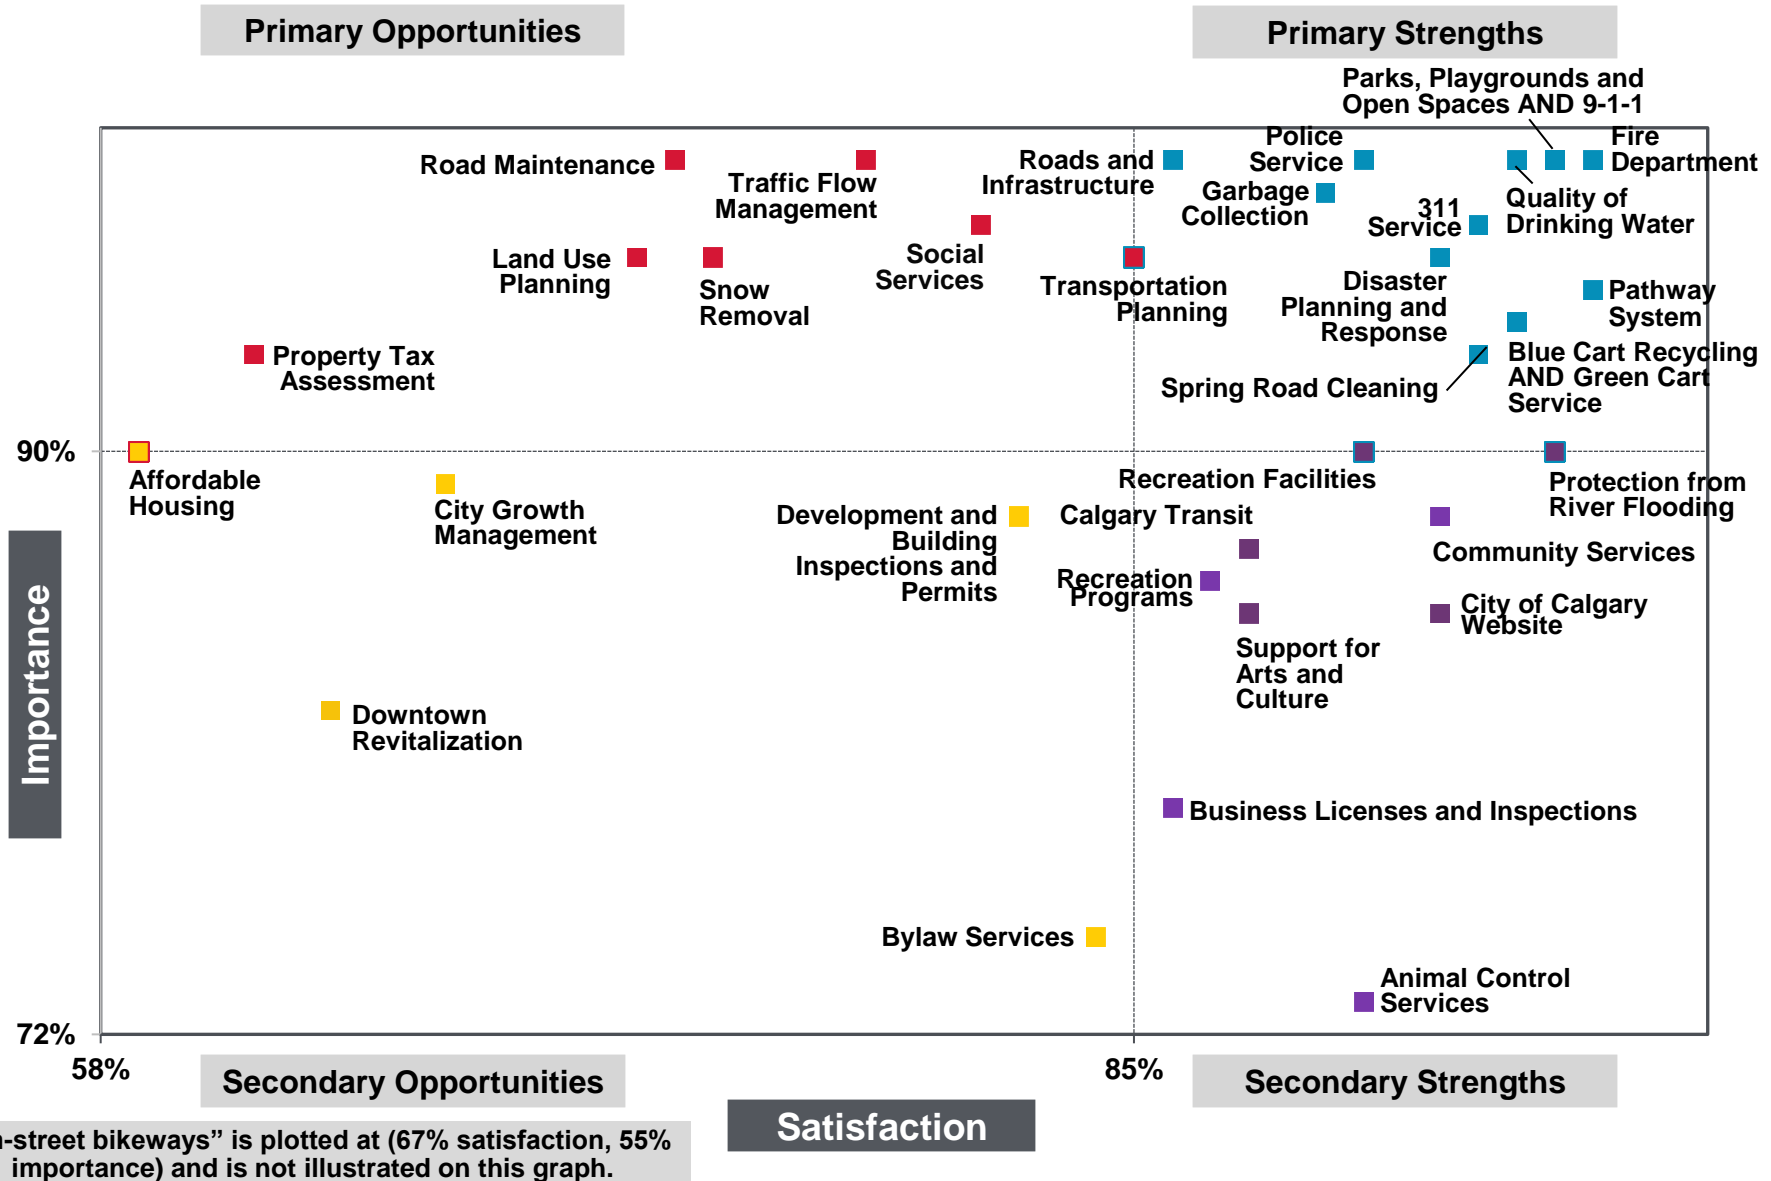 Primary Opportunities
Primary Strengths
Parks, Playgrounds and
Open Spaces AND 9-1-1
Road Maintenance
Traffic Flow
Management
Roads and
Infrastructure
Police
Service
Fire
Department
Garbage
Collection
311
Service
Quality of
Drinking Water
Land Use
Planning
Snow
Removal
Social
Services
Transportation
Planning
Disaster
Planning and
Response
Pathway
System
Property Tax
Assessment
Spring Road Cleaning
Blue Cart Recycling
AND Green Cart
Service
90%
Affordable
Housing
City Growth
Management
Recreation Facilities
Protection from
River Flooding
Development and
Building
Inspections and
Permits
Calgary Transit
Community Services
Recreation
Programs
City of Calgary
Website
Support for
Arts and
Culture
Importance
Downtown
Revitalization
Business Licenses and Inspections
Bylaw Services
Animal Control
Services
72%
58%
85%
Secondary Opportunities
Secondary Strengths
Satisfaction
-street bikeways” is plotted at (67% satisfaction, 55%
importance) and is not illustrated on this graph.